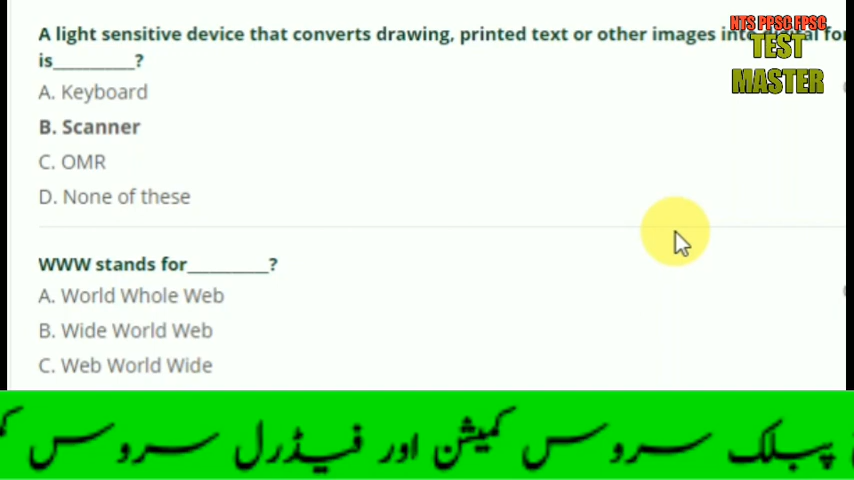 A light sensitive device that converts drawing, printed text or other images into digital for
is_________?
A. Keyboard
B. Scanner
C. OMR
D. None of these
WWW stands for_________?
A. World Whole Web
B. Wide World Web
C. Web World Wide
NTS PPSC FPSC
TEST
MASTER
پبلک سروس کمیشن اور فیڈرل سروس